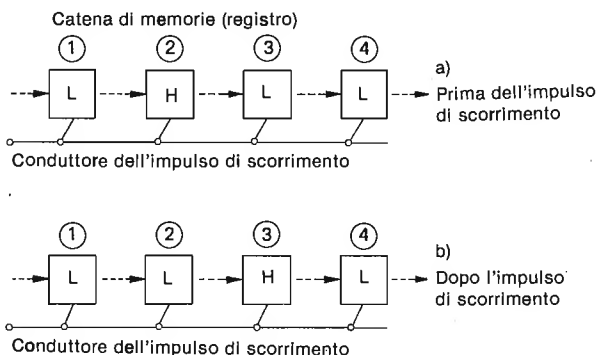 Catena di memorie (registro)
1 2 3 4
a)
L H L L Prima dell'impulso
di scorrimento
Conduttore dell'impulso di scorrimento
1 2 3 4
b)
L L H L Dopo l'impulso
di scorrimento
Conduttore dell'impulso di scorrimento